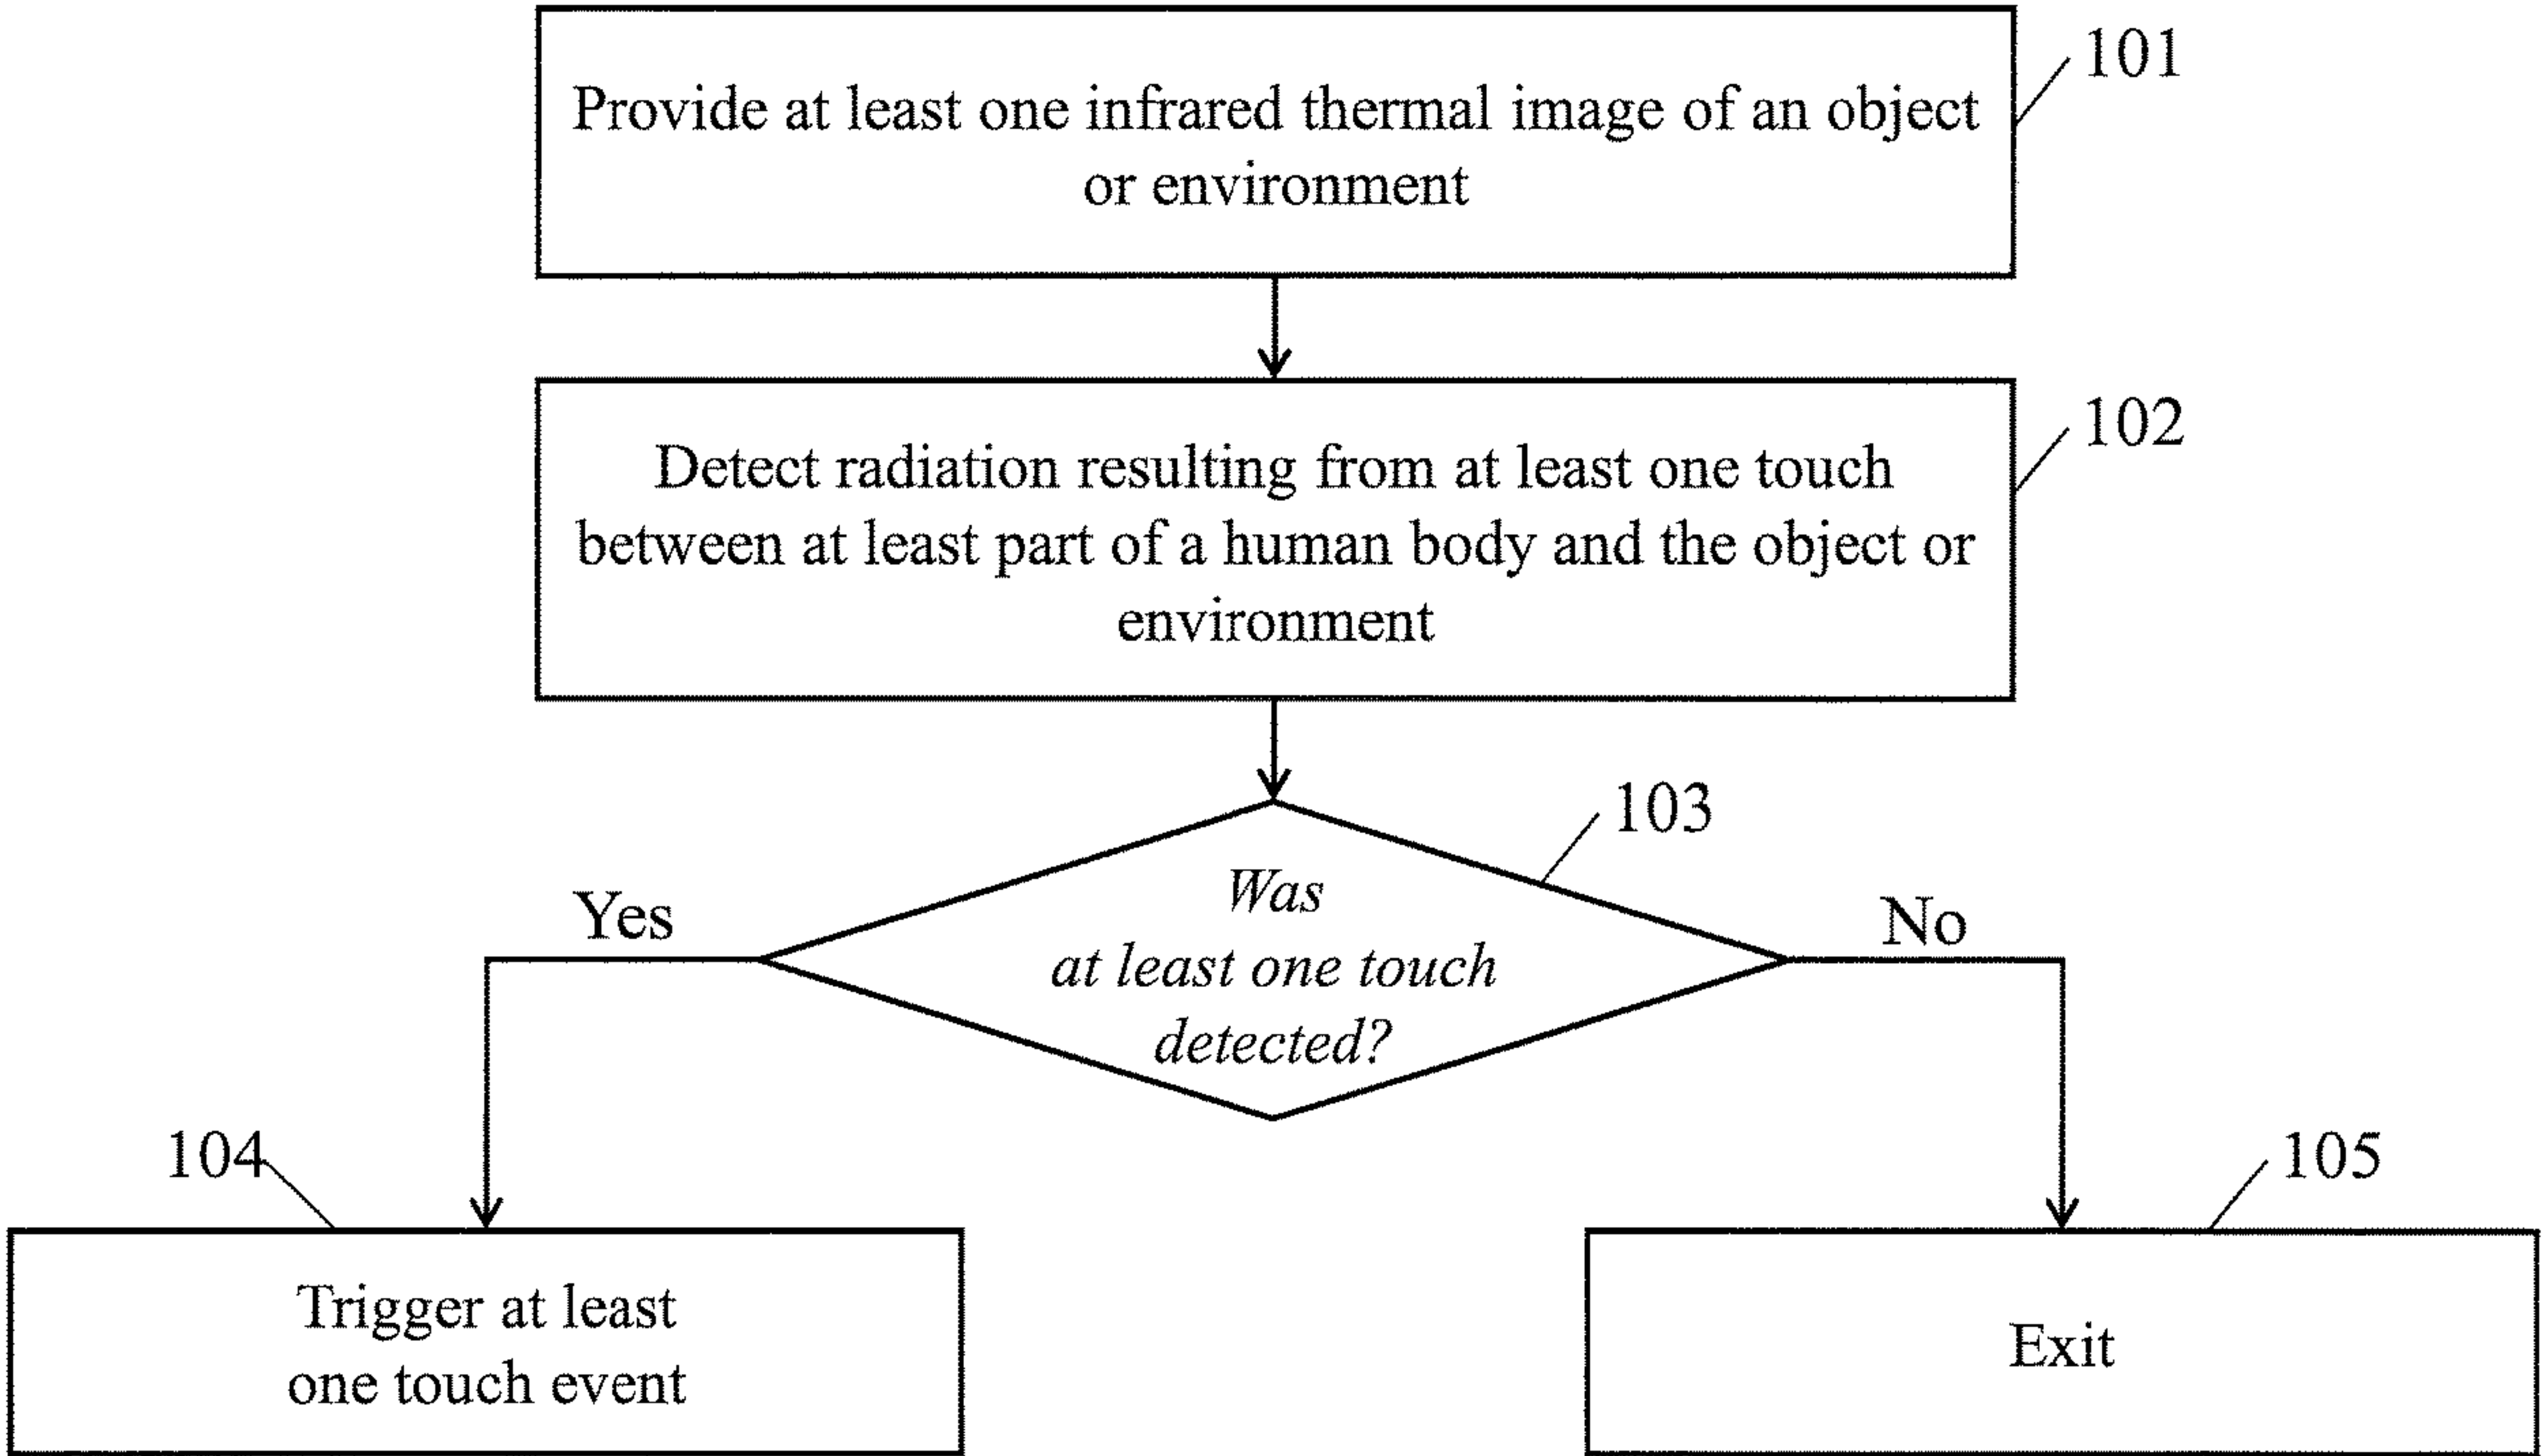 101
Provide at least one infrared thermal image of an object
or environment
102
Detect radiation resulting from at least one touch
between at least part of a human body and the object or
environment
103
Was
at least one touch
detected?
Yes
No
104
Trigger at least
one touch event
105
Exit